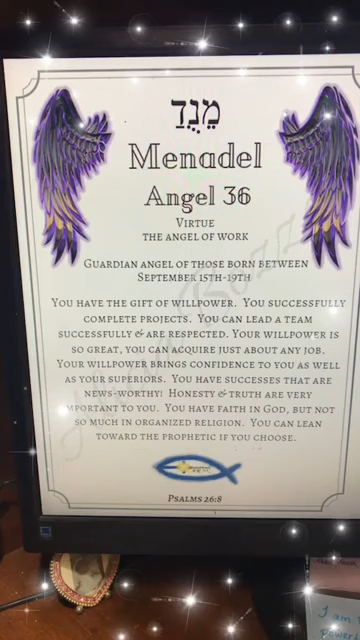 מֵנֻדַ
Menadel
Angel 36
Virtue
the angel of work
Guardian angel of those born between
September 15th-19th
You have the gift of willpower. You successfully
complete projects. You can lead a team
successfully & are respected. Your willpower is
so great, you can acquire just about any job.
Your willpower brings confidence to you as well
as your superiors. You have successes that are
news-worthy! Honesty & truth are very
important to you. You have faith in God, but not
so much in organized religion. You can lean
toward the prophetic if you choose.
Psalms 26:8
I am
Power